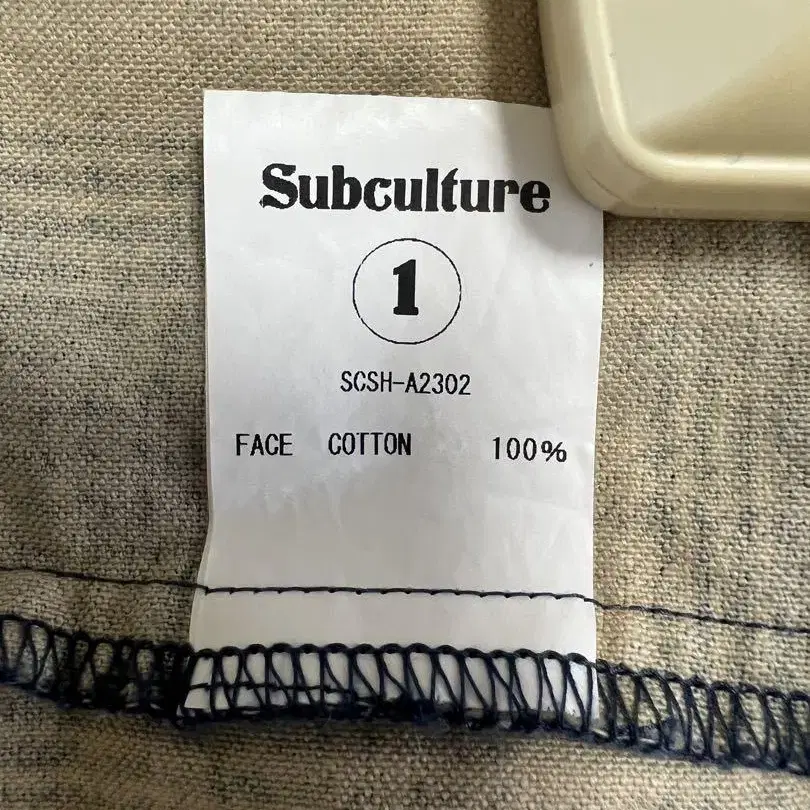 Subculture
1
SCSH-A2302
FACE COTTON 100%